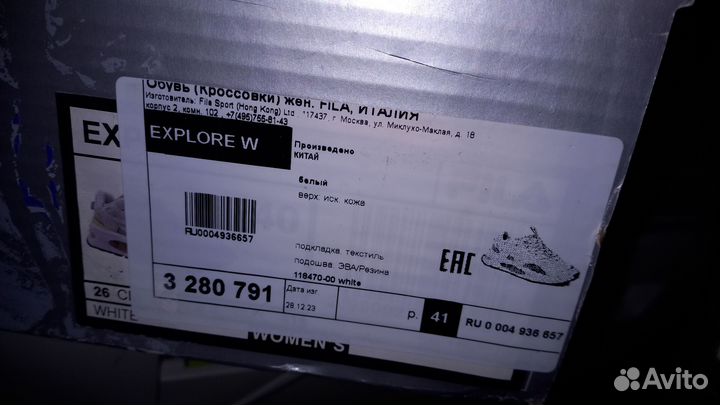 Обувь (Кроссовки) жен. FILA, ИТАЛИЯ
Изготовитель: Fila Sport (Hong Kong) Ltd. 117437, г. Москва, ул. Миклухо-Маклая, д. 18
корпус 2, комн. 102, +7(495)755-81-43
EX
EXPLORE W
Произведено
КИТАЙ
белый
верх: иск. кожа
RU0004936657
подкладка: текстиль
подошва: ЭВА/Резина
118470-00 white
EAC
3 280 791
Дата изг
28.12.23
р. 41
RU 0 004 936 657
26
WHITE
WOMEN'S
Avito